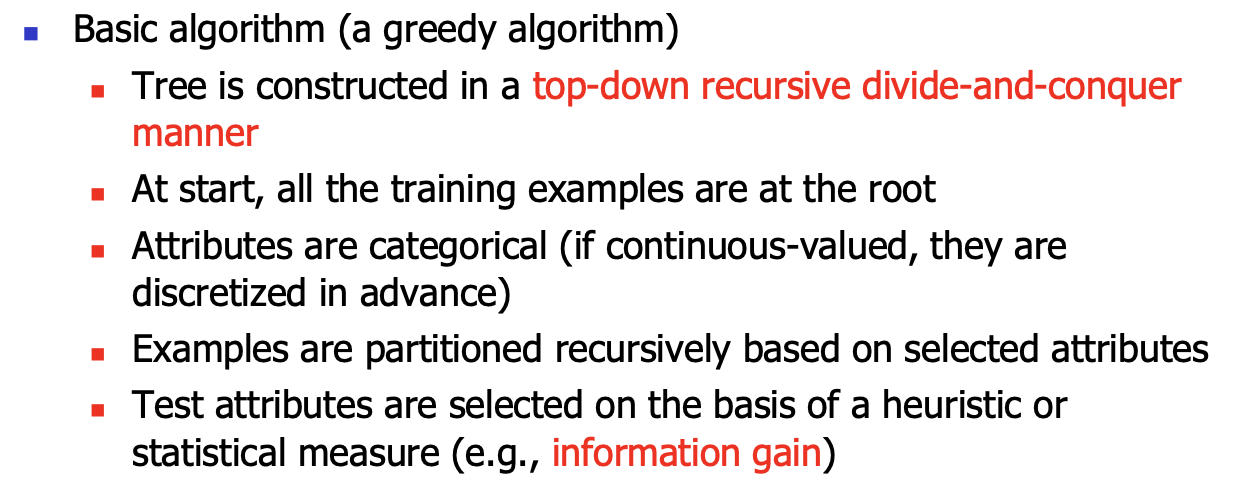 Basic algorithm (a greedy algorithm)
Tree is constructed in a top-down recursive divide-and-conquer
manner
At start, all the training examples are at the root
Attributes are categorical (if continuous-valued, they are
discretized in advance)
Examples are partitioned recursively based on selected attributes
Test attributes are selected on the basis of a heuristic or
statistical measure (e.g., information gain)